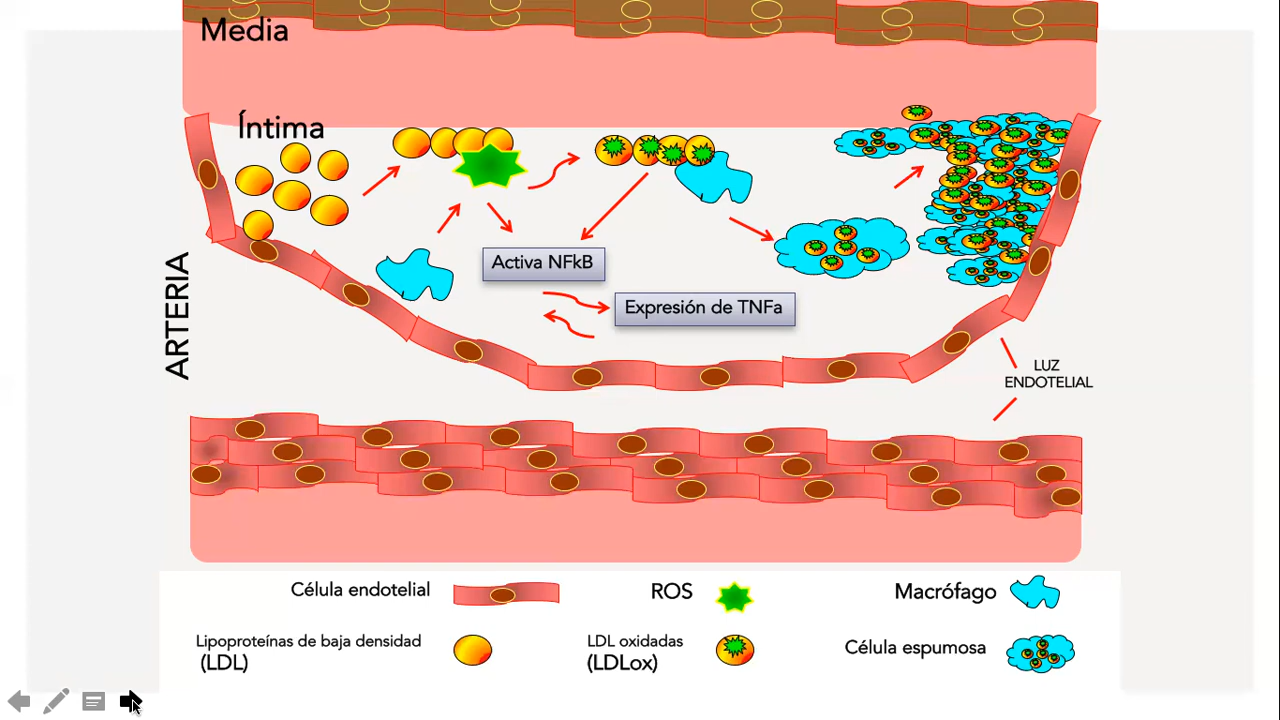 Media
Íntima
ARTERIA
Activa NFkB
Expresión de TNFa
LUZ
ENDOTELIAL
Célula endotelial
ROS
Macrófago
Lipoproteínas de baja densidad
(LDL)
LDL oxidadas
(LDLox)
Célula espumosa